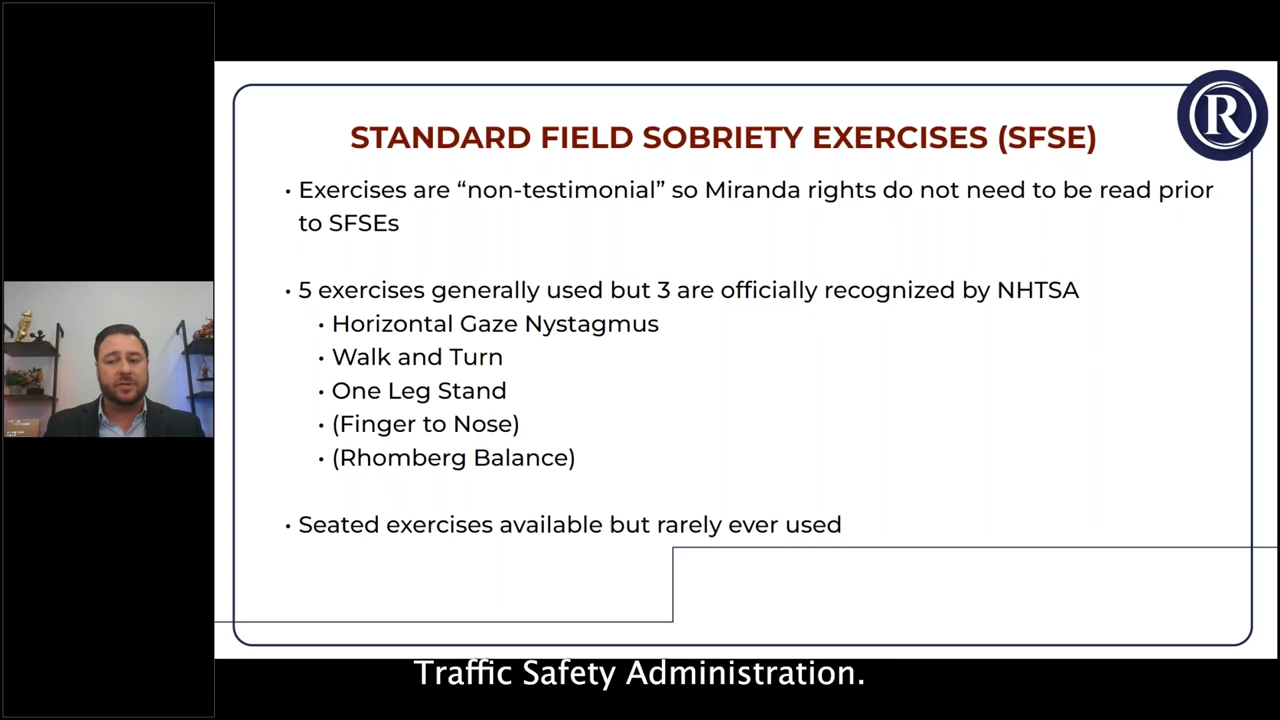 R
STANDARD FIELD SOBRIETY EXERCISES (SFSE)
• Exercises are “non-testimonial” so Miranda rights do not need to be read prior
to SFSEs
• 5 exercises generally used but 3 are officially recognized by NHTSA
• Horizontal Gaze Nystagmus
• Walk and Turn
• One Leg Stand
• (Finger to Nose)
• (Rhomberg Balance)
• Seated exercises available but rarely ever used
Traffic Safety Administration.